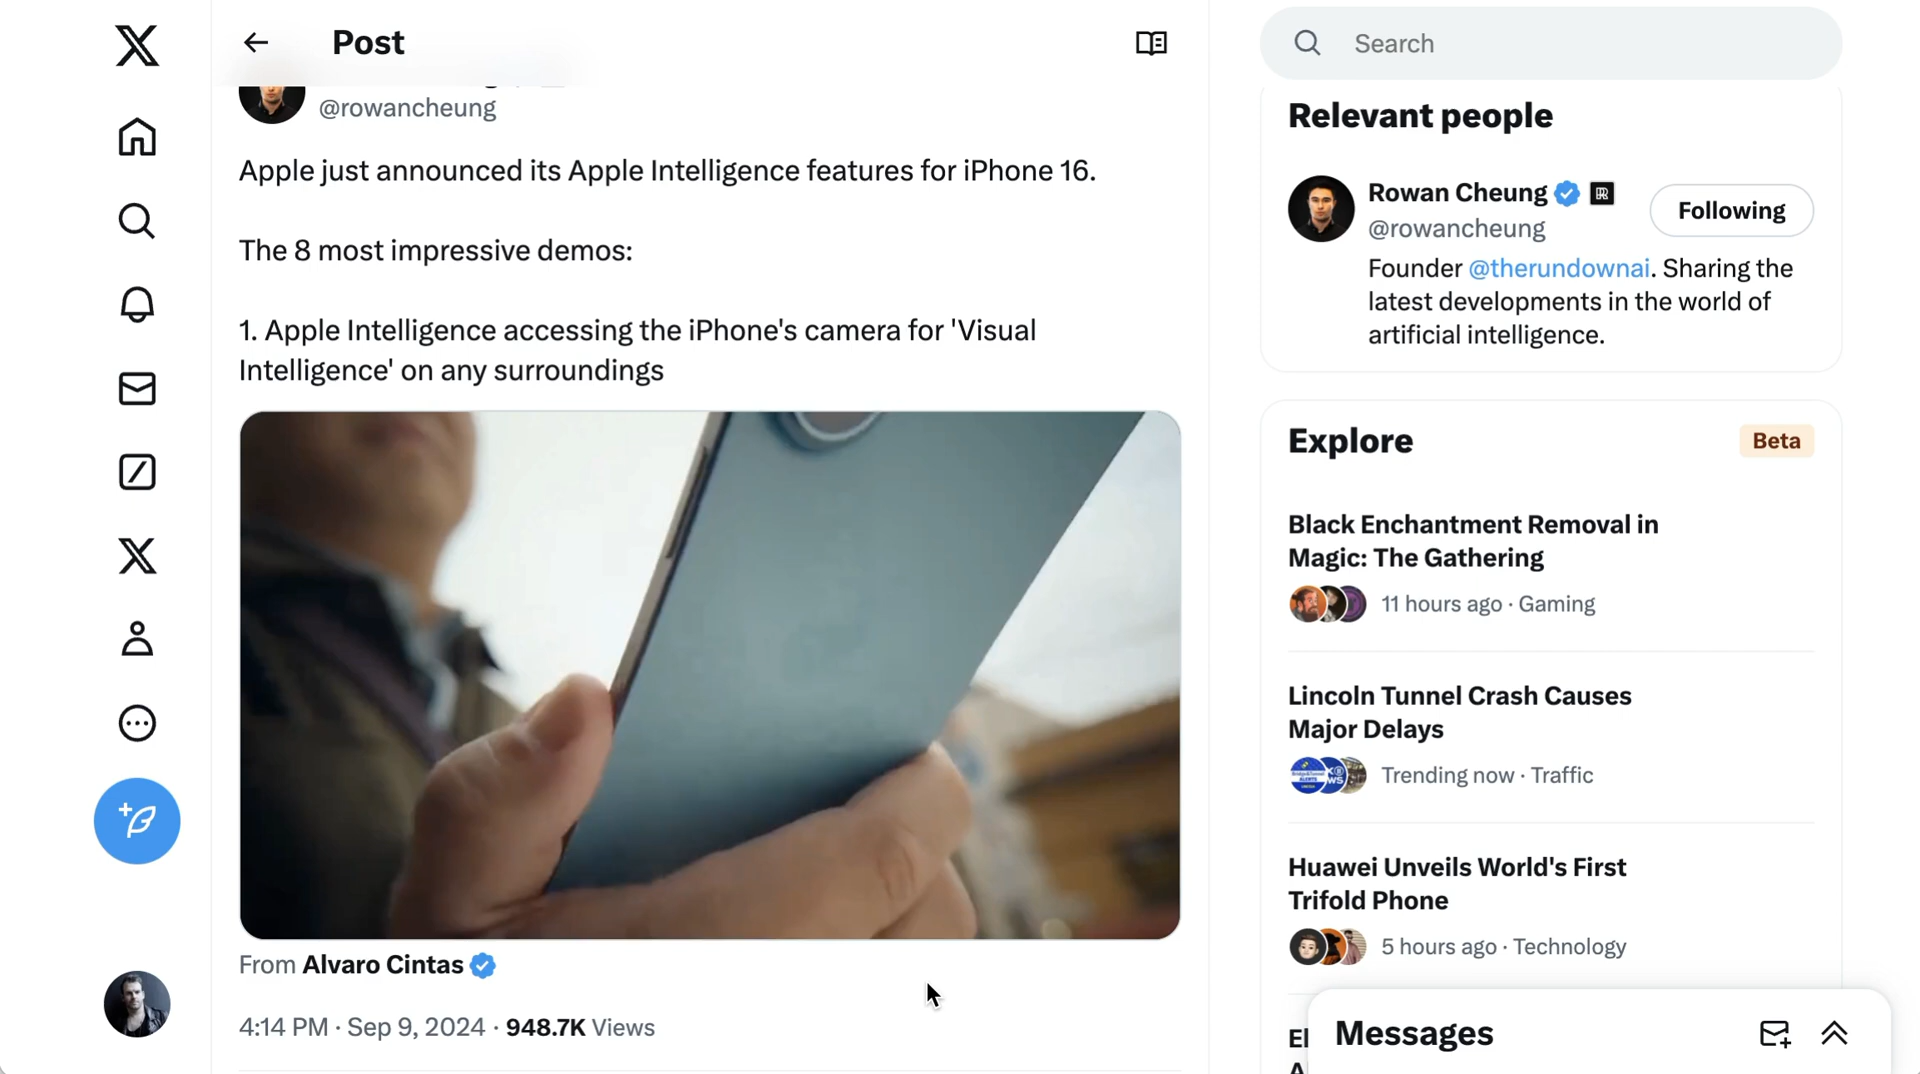 Post
@rowancheung
Apple just announced its Apple Intelligence features for iPhone 16.
The 8 most impressive demos:
1. Apple Intelligence accessing the iPhone's camera for 'Visual
Intelligence' on any surroundings
From Alvaro Cintas
4:14 PM · Sep 9, 2024 · 948.7K Views
Search
Relevant people
Rowan Cheung
@rowancheung
Following
Founder @therundownai. Sharing the
latest developments in the world of
artificial intelligence.
Explore
Beta
Black Enchantment Removal in
Magic: The Gathering
11 hours ago · Gaming
Lincoln Tunnel Crash Causes
Major Delays
Trending now · Traffic
Huawei Unveils World's First
Trifold Phone
5 hours ago · Technology
Messages